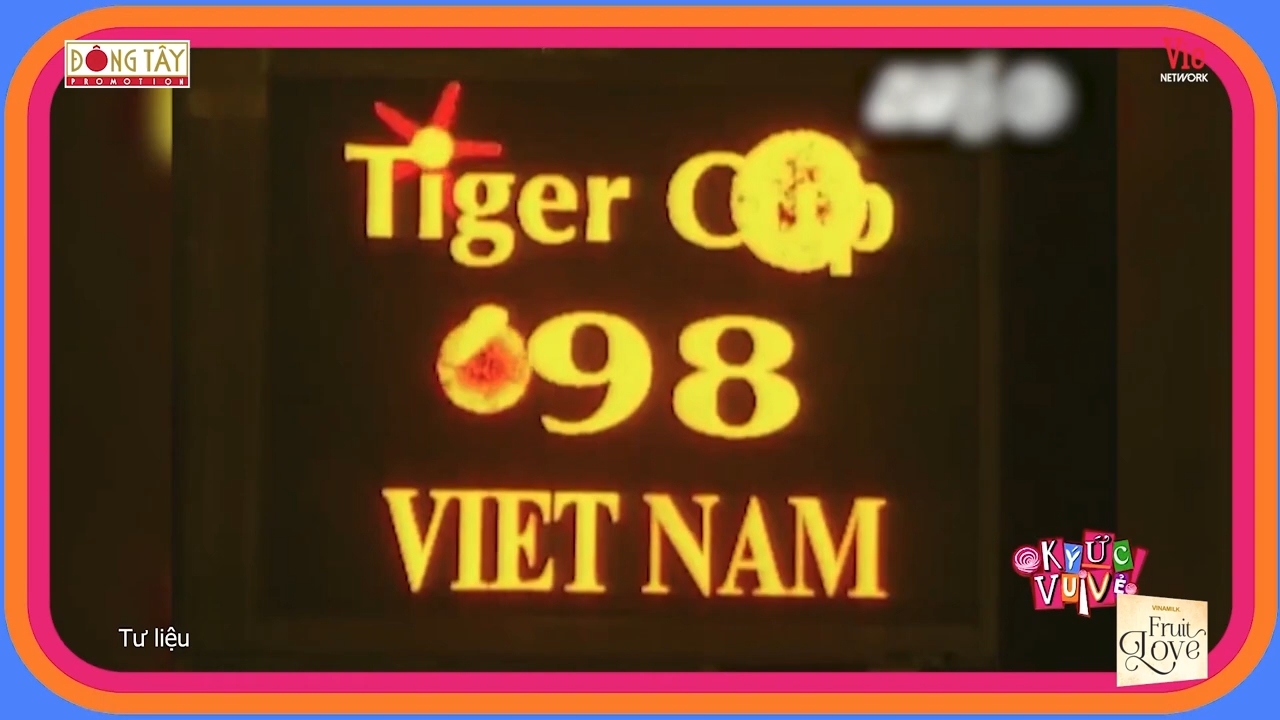 ĐÔNG TÂY
PROMOTION
Vie
NETWORK
Tiger Cup
'98
VIET NAM
KÝ ỨC
VUI VẺ!
VINAMILK
Fruit
Love
Tư liệu